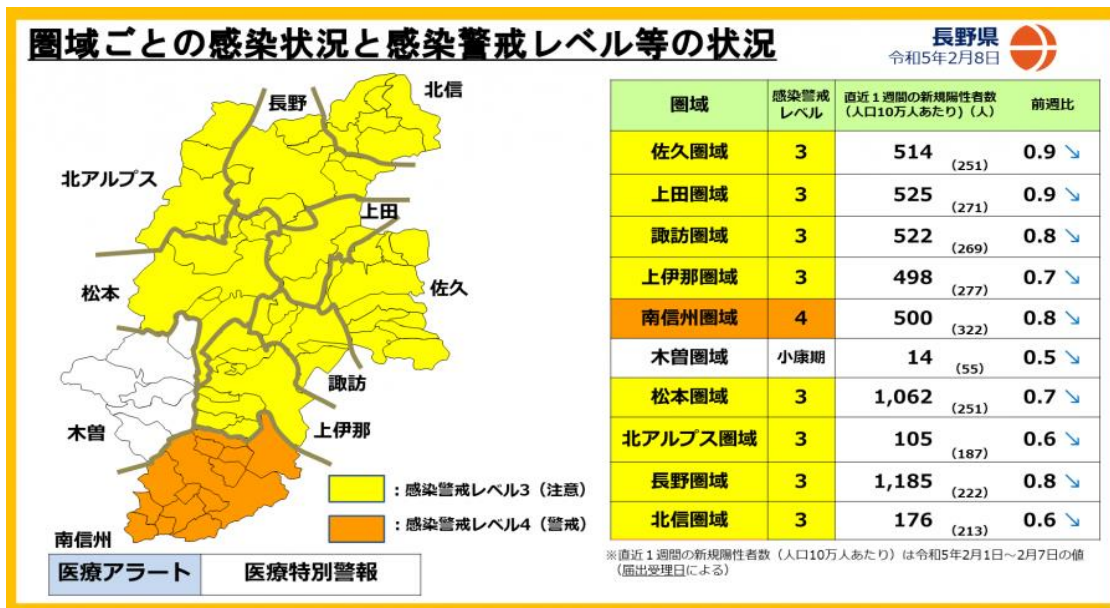 圏域ごとの感染状況と感染警戒レベル等の状況
長野県
令和5年2月8日
北信
長野
北アルプス
上田
松本
佐久
諏訪
木曽
上伊那
南信州
：感染警戒レベル3（注意）
：感染警戒レベル4（警戒）
医療アラート 医療特別警報
圏域 感染警戒レベル 直近１週間の新規陽性者数（人口10万人あたり）（人） 前週比
佐久圏域 3 514 (251) 0.9 ↘
上田圏域 3 525 (271) 0.9 ↘
諏訪圏域 3 522 (269) 0.8 ↘
上伊那圏域 3 498 (277) 0.7 ↘
南信州圏域 4 500 (322) 0.8 ↘
木曽圏域 小康期 14 (55) 0.5 ↘
松本圏域 3 1,062 (251) 0.7 ↘
北アルプス圏域 3 105 (187) 0.6 ↘
長野圏域 3 1,185 (222) 0.8 ↘
北信圏域 3 176 (213) 0.6 ↘
※直近１週間の新規陽性者数（人口10万人あたり）は令和5年2月1日～2月7日の値
（届出受理日による）